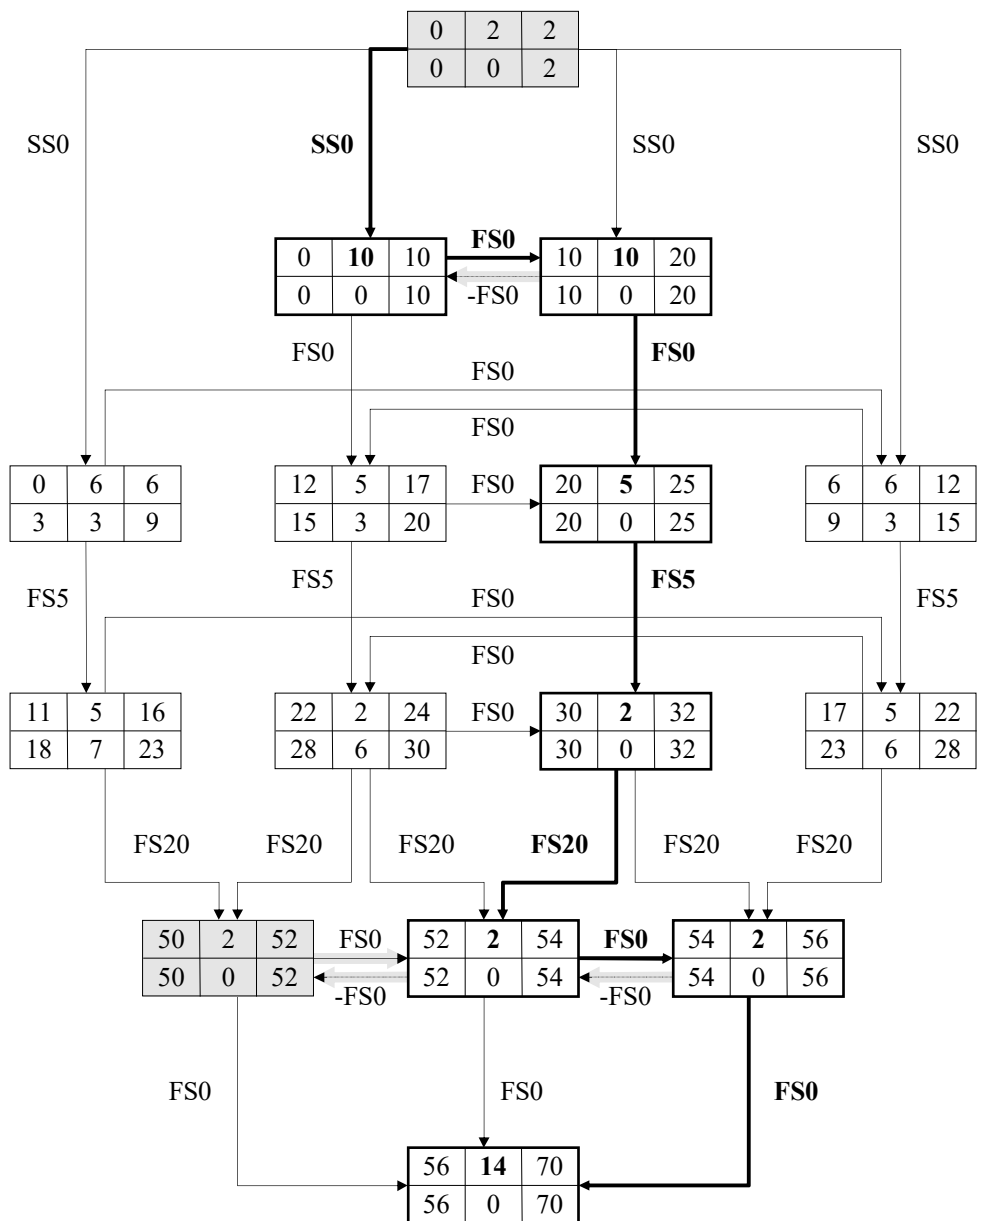 0 2 2
0 0 2
SS0 SS0 SS0 SS0
FS0
0 10 10 10 10 20
0 0 10 10 0 20
-FS0
FS0 FS0
FS0
FS0
0 6 6 12 5 17 FS0 20 5 25 6 6 12
3 3 9 15 3 20 20 0 25 9 3 15
FS5 FS5 FS5 FS5
FS0
FS0
11 5 16 22 2 24 FS0 30 2 32 17 5 22
18 7 23 28 6 30 30 0 32 23 6 28
FS20 FS20 FS20 FS20 FS20 FS20
50 2 52 FS0 52 2 54 FS0 54 2 56
50 0 52 -FS0 52 0 54 -FS0 54 0 56
FS0 FS0 FS0
56 14 70
56 0 70